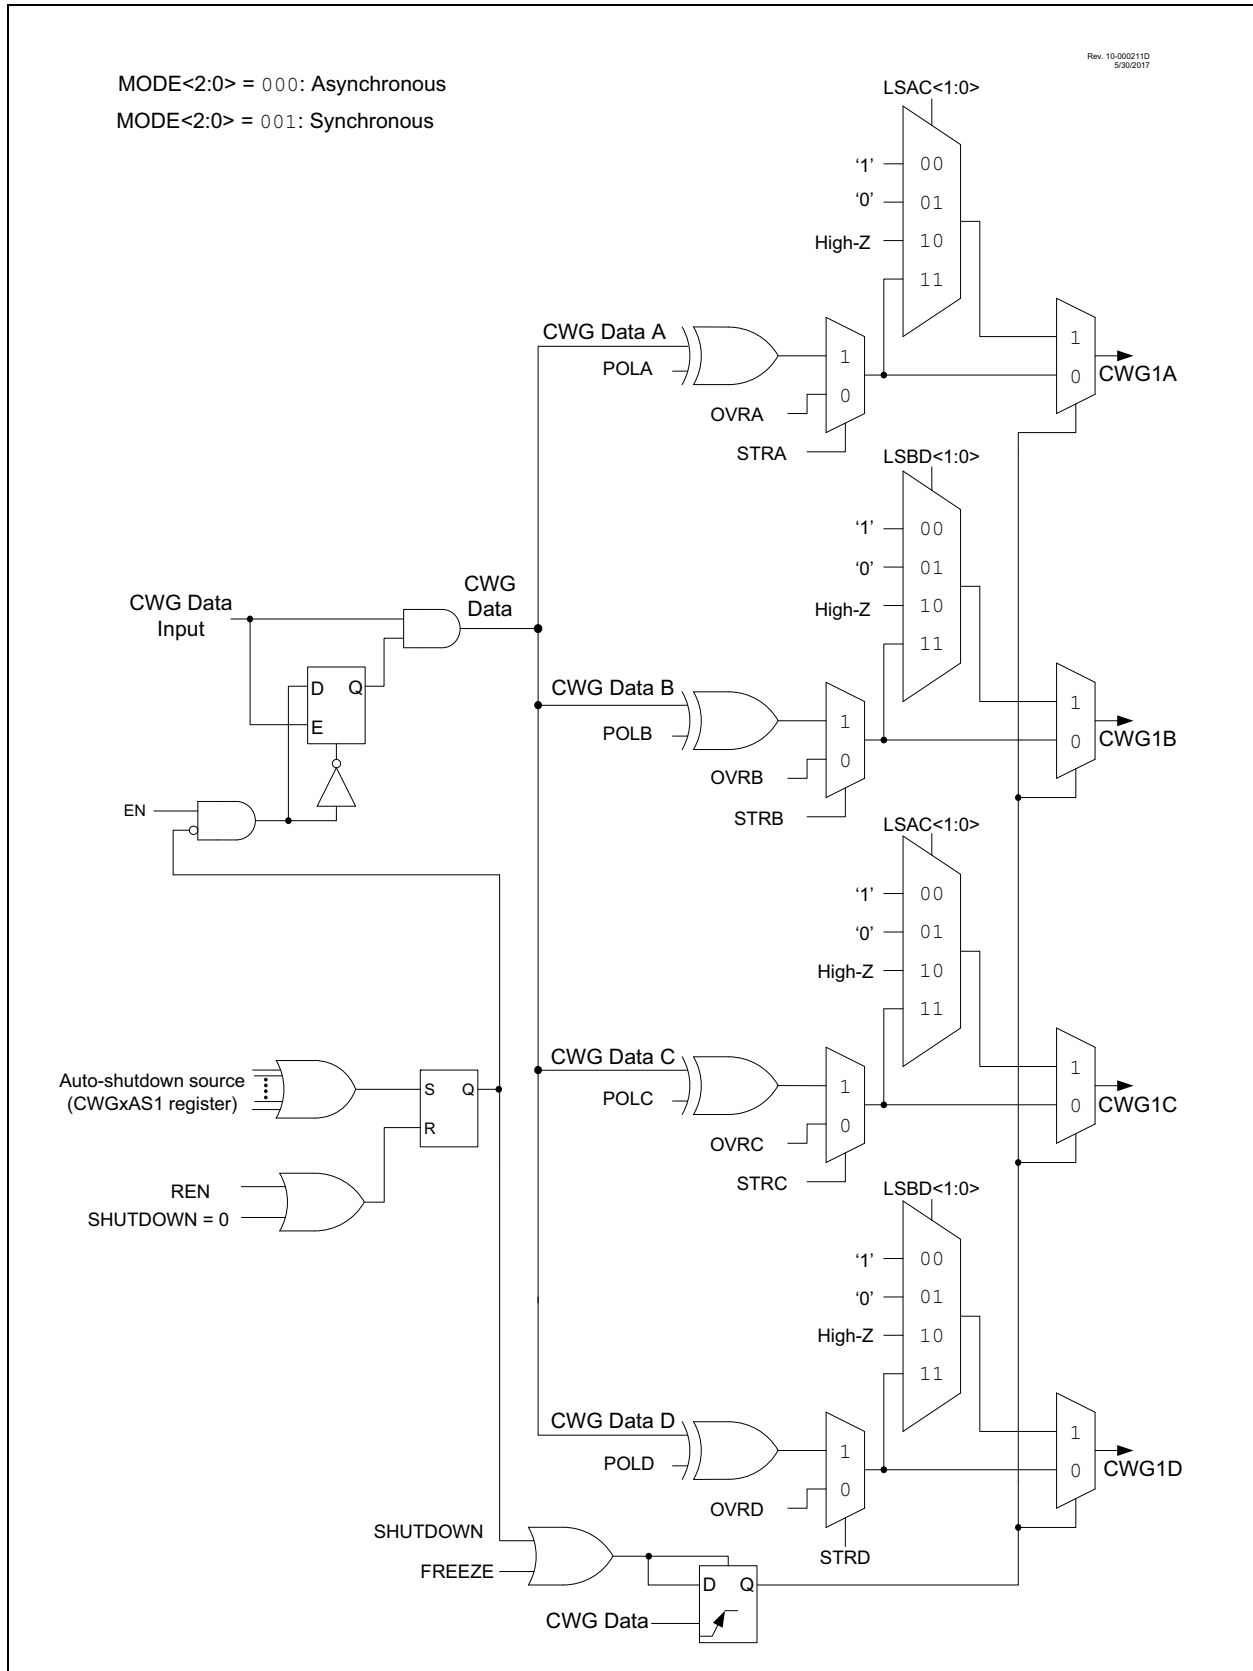 Rev. 10-000211D
5/30/2017
MODE<2:0> = 000: Asynchronous
MODE<2:0> = 001: Synchronous
LSAC<1:0>
'1'
00
'0'
01
High-Z
10
11
CWG Data A
POLA
OVRA
STRA
1
0
1
0
CWG1A
LSBD<1:0>
'1'
00
'0'
01
High-Z
10
11
CWG Data B
POLB
OVRB
STRB
1
0
1
0
CWG1B
CWG Data
Input
CWG
Data
D
Q
E
EN
LSAC<1:0>
'1'
00
'0'
01
High-Z
10
11
CWG Data C
POLC
OVRC
STRC
1
0
1
0
CWG1C
Auto-shutdown source
(CWGxAS1 register)
S
Q
R
REN
SHUTDOWN = 0
LSBD<1:0>
'1'
00
'0'
01
High-Z
10
11
CWG Data D
POLD
OVRD
STRD
1
0
1
0
CWG1D
SHUTDOWN
FREEZE
D
Q
CWG Data